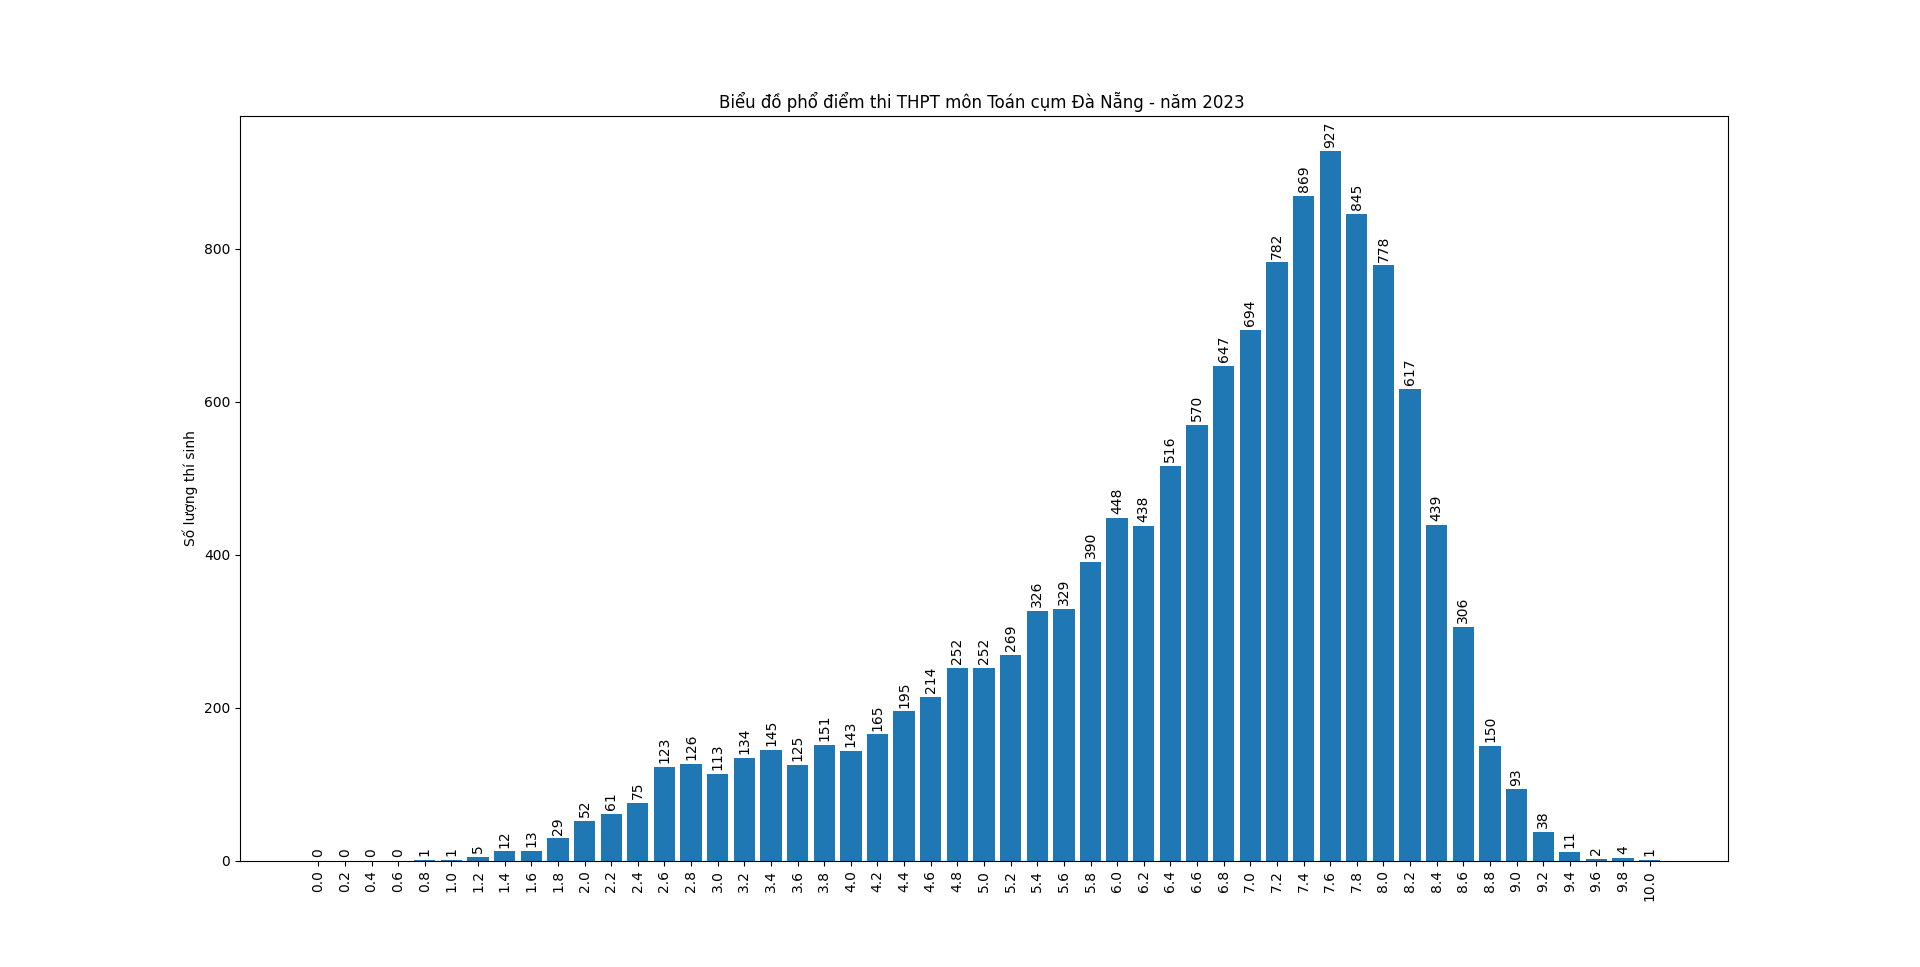 Biểu đồ phổ điểm thi THPT môn Toán cụm Đà Nẵng - năm 2023
Số lượng thí sinh
800
600
400
200
0
0 0 0 0 1 1 5 12 13 29 52 61 75 123 126 113 134 145 125 151 143 165 195 214 252 252 269 326 329 390 448 438 516 570 647 694 782 869 927 845 778 617 439 306 150 93 38 11 2 4 1
0.0 0.2 0.4 0.6 0.8 1.0 1.2 1.4 1.6 1.8 2.0 2.2 2.4 2.6 2.8 3.0 3.2 3.4 3.6 3.8 4.0 4.2 4.4 4.6 4.8 5.0 5.2 5.4 5.6 5.8 6.0 6.2 6.4 6.6 6.8 7.0 7.2 7.4 7.6 7.8 8.0 8.2 8.4 8.6 8.8 9.0 9.2 9.4 9.6 9.8 10.0